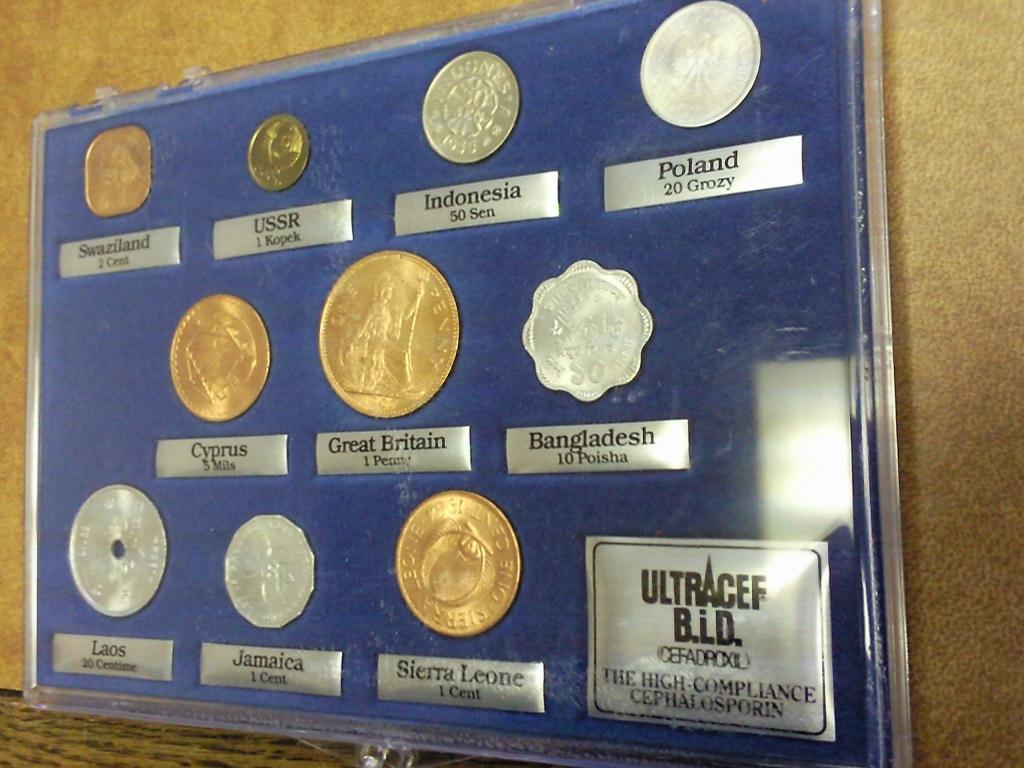 Swaziland
2 Cent
USSR
1 Kopek
Indonesia
50 Sen
Poland
20 Grozy
Cyprus
5 Mils
PENNY
Great Britain
1 Penny
Bangladesh
10 Poisha
Laos
20 Centime
Jamaica
1 Cent
SIERRA LEONE
ONE CENT
Sierra Leone
1 Cent
ULTRACEF
B.I.D.
(CEFADROXIL)
THE HIGH-COMPLIANCE
CEPHALOSPORIN